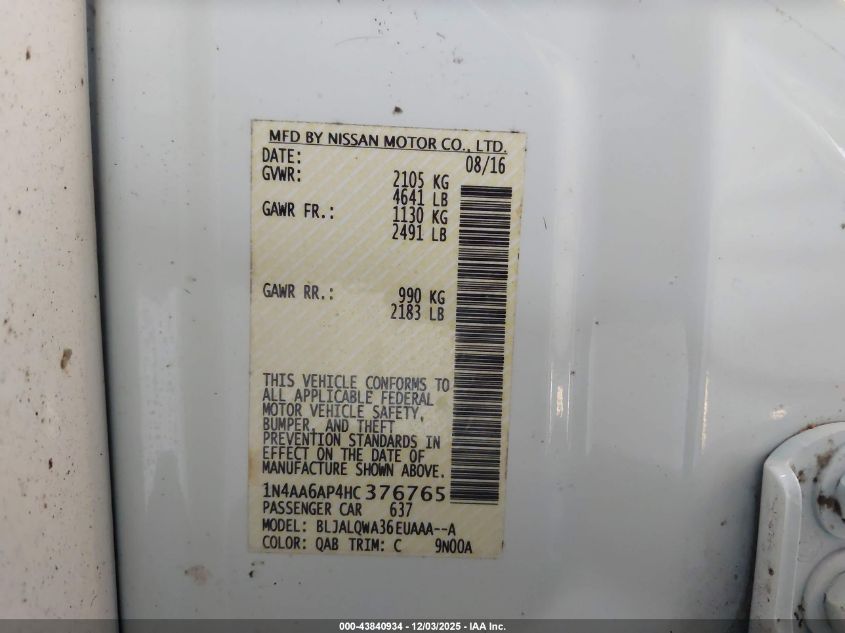 MFD BY NISSAN MOTOR CO., LTD.
DATE: 08/16
GVWR: 2105 KG
4641 LB
GAWR FR.: 1130 KG
2491 LB
GAWR RR.: 990 KG
2183 LB
THIS VEHICLE CONFORMS TO
ALL APPLICABLE FEDERAL
MOTOR VEHICLE SAFETY,
BUMPER, AND THEFT
PREVENTION STANDARDS IN
EFFECT ON THE DATE OF
MANUFACTURE SHOWN ABOVE.
1N4AA6AP4HC376765
PASSENGER CAR 637
MODEL: BLJALQWA36EUAAA--A
COLOR: QAB TRIM: C 9N00A
000-43840934 - 12/03/2025 - IAA Inc.